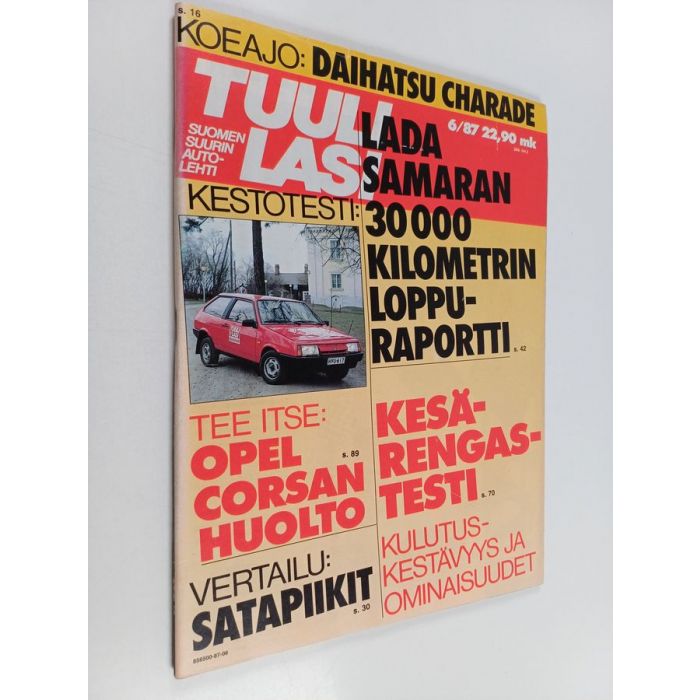 s. 16
KOEAJO: DAIHATSU CHARADE
TUULI
LASI
SUOMEN
SUURIN
AUTO-
LEHTI
6/87 22,90 mk
KESTOTESTI:
LADA
SAMARAN
30 000
KILOMETRIN
LOPPU-
RAPORTTI s. 42
TEE ITSE:
OPEL s. 89
CORSAN
HUOLTO
KESÄ-
RENGAS-
TESTI s. 70
KULUTUS-
KESTÄVYYS JA
OMINAISUUDET
VERTAILU:
SATAPIIKIT
s. 30